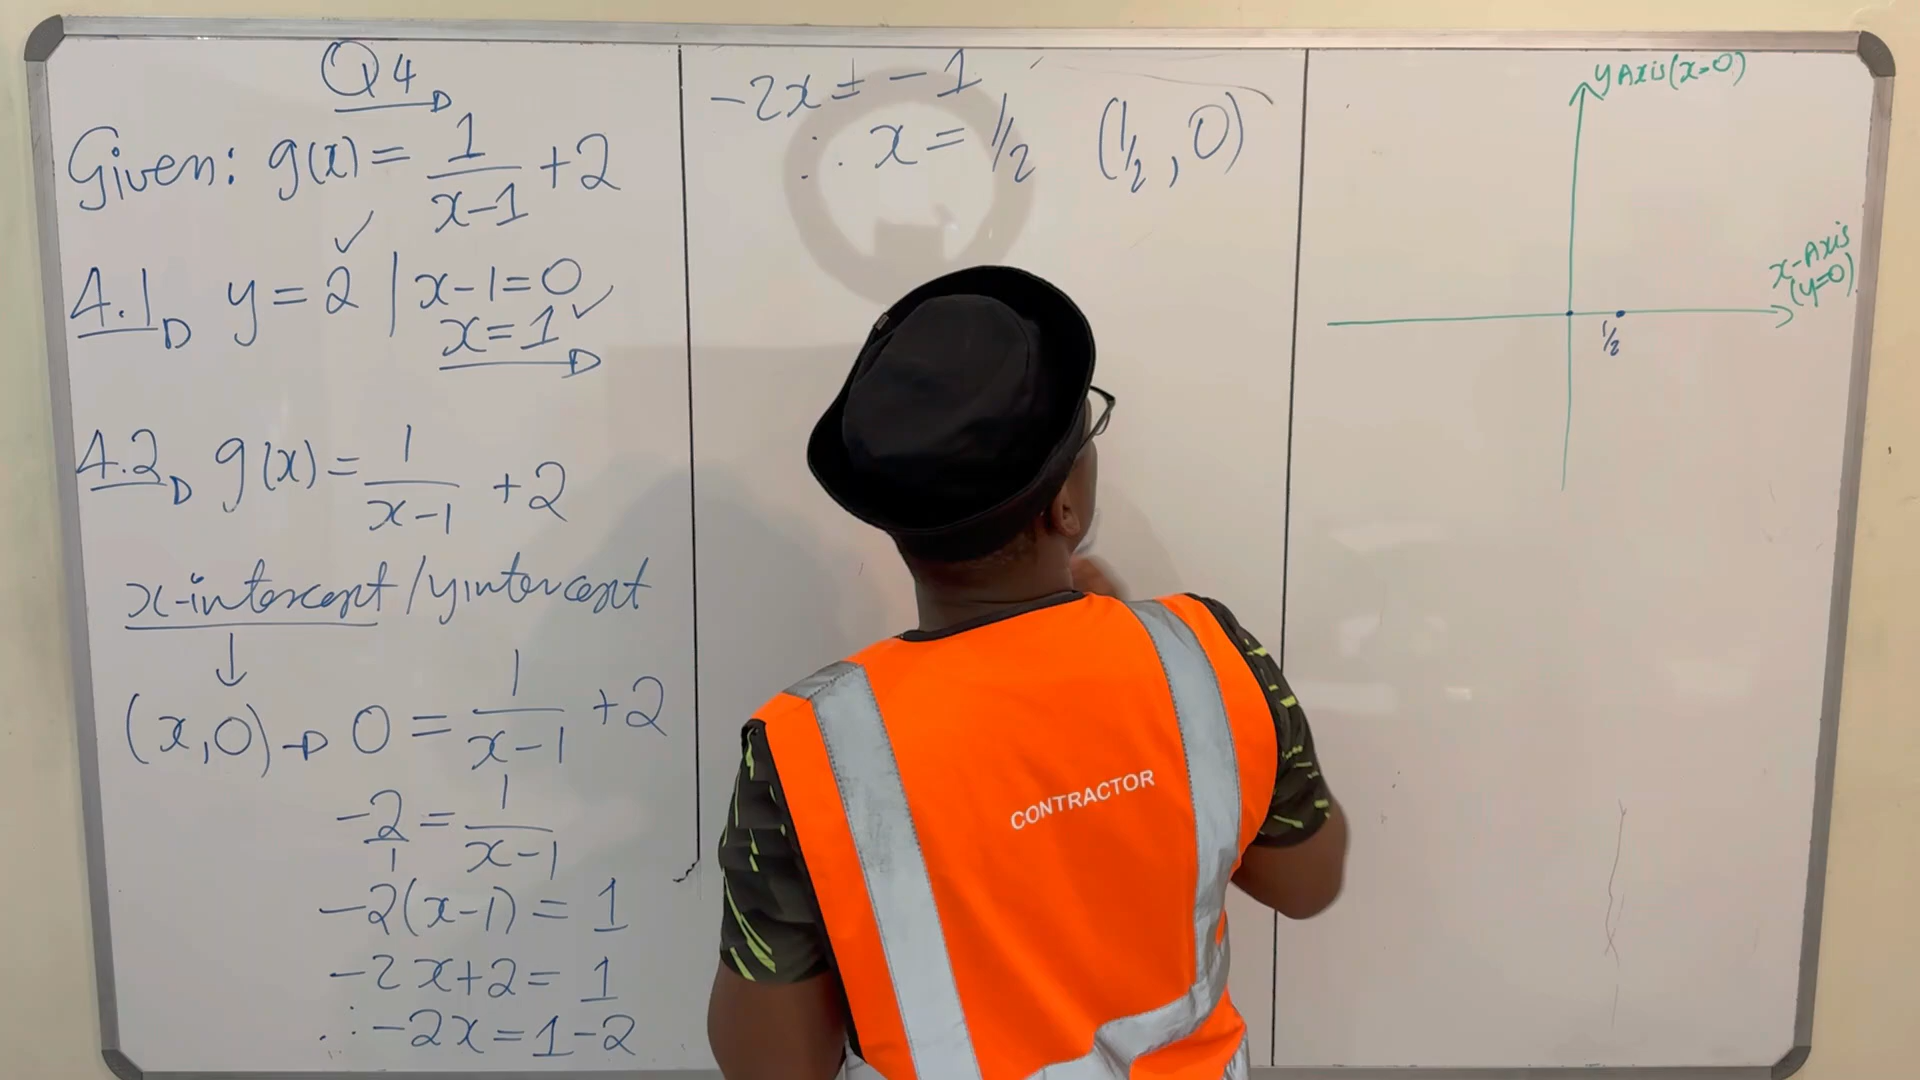 Q4
Given: g(x) = 1/(x-1) +2
4.1 y = 2 | x-1=0
x=1
4.2 g(x) = 1/(x-1) +2
x-intercept / y intercept
(x,0) → 0 = 1/(x-1) +2
-2/1 = 1/(x-1)
-2(x-1) = 1
-2x+2 = 1
∴ -2x = 1-2
-2x = -1
∴ x = 1/2 (1/2, 0)
y Axis (x=0)
x-Axis
(y=0)
1/2
CONTRACTOR